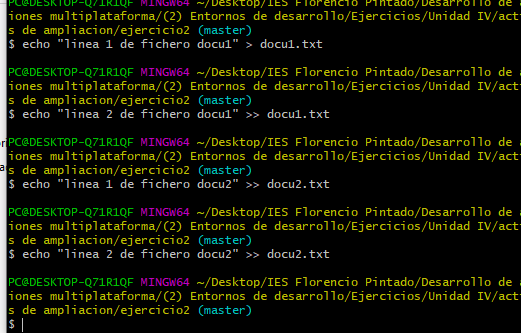 PC@DESKTOP-Q71R1QF MINGW64 ~/Desktop/IES Florencio Pintado/Desarrollo de
iones multiplataforma/(2) Entornos de desarrollo/Ejercicios/Unidad IV/acti
s de ampliacion/ejercicio2 (master)
$ echo "linea 1 de fichero docu1" > docu1.txt
PC@DESKTOP-Q71R1QF MINGW64 ~/Desktop/IES Florencio Pintado/Desarrollo de a
iones multiplataforma/(2) Entornos de desarrollo/Ejercicios/Unidad IV/acti
s de ampliacion/ejercicio2 (master)
$ echo "linea 2 de fichero docu1" >> docu1.txt
PC@DESKTOP-Q71R1QF MINGW64 ~/Desktop/IES Florencio Pintado/Desarrollo de a
iones multiplataforma/(2) Entornos de desarrollo/Ejercicios/Unidad IV/acti
s de ampliacion/ejercicio2 (master)
$ echo "linea 1 de fichero docu2" >> docu2.txt
PC@DESKTOP-Q71R1QF MINGW64 ~/Desktop/IES Florencio Pintado/Desarrollo de a
iones multiplataforma/(2) Entornos de desarrollo/Ejercicios/Unidad IV/acti
s de ampliacion/ejercicio2 (master)
$ echo "linea 2 de fichero docu2" >> docu2.txt
PC@DESKTOP-Q71R1QF MINGW64 ~/Desktop/IES Florencio Pintado/Desarrollo de a
iones multiplataforma/(2) Entornos de desarrollo/Ejercicios/Unidad IV/acti
s de ampliacion/ejercicio2 (master)
$